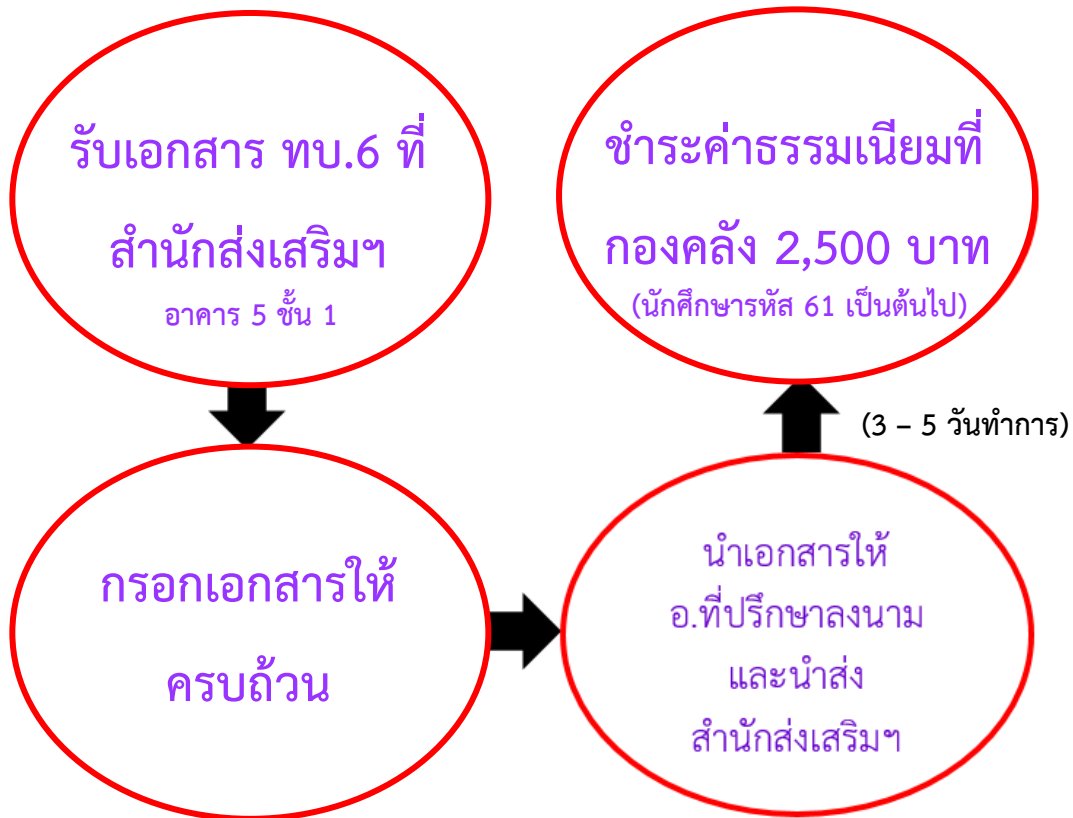 รับเอกสาร ทบ.6 ที่
สำนักส่งเสริมฯ
อาคาร 5 ชั้น 1
กรอกเอกสารให้
ครบถ้วน
นำเอกสารให้
อ.ที่ปรึกษาลงนาม
และนำส่ง
สำนักส่งเสริมฯ
(3 – 5 วันทำการ)
ชำระค่าธรรมเนียมที่
กองคลัง 2,500 บาท
(นักศึกษารหัส 61 เป็นต้นไป)